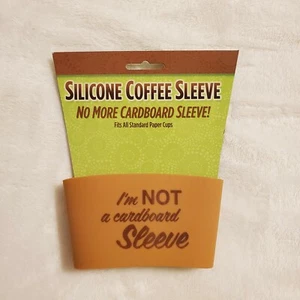 SILICONE COFFEE SLEEVE
NO MORE CARDBOARD SLEEVE!
Fits All Standard Paper Cups
I'm NOT
a cardboard
Sleeve